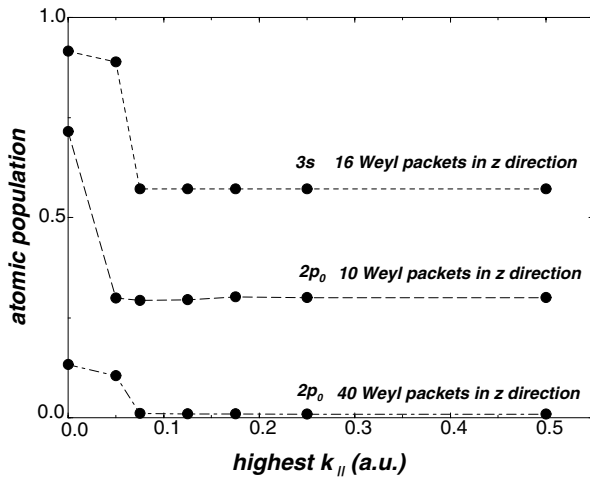 1.0
atomic population
3s 16 Weyl packets in z direction
0.5
2p₀ 10 Weyl packets in z direction
2p₀ 40 Weyl packets in z direction
0.0
0.0 0.1 0.2 0.3 0.4 0.5
highest k// (a.u.)